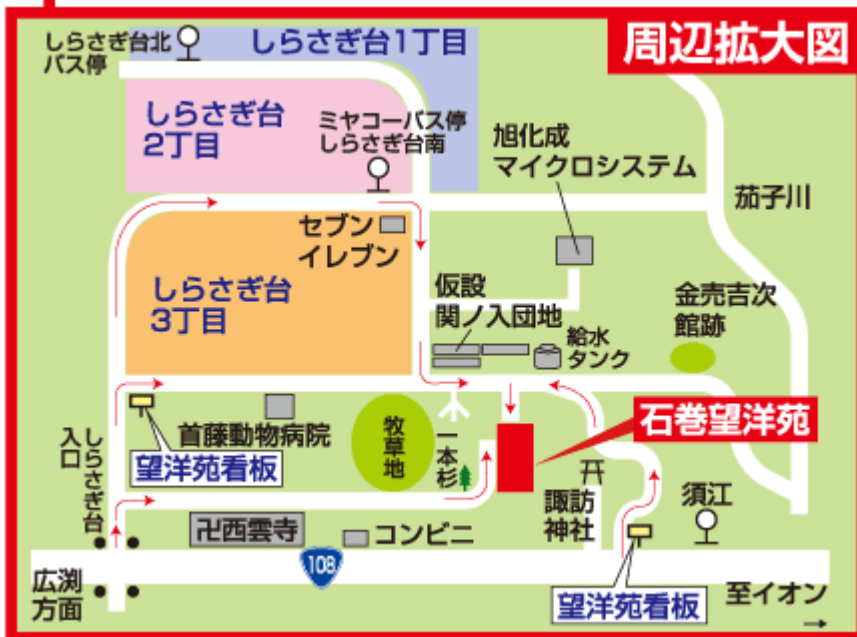 周辺拡大図
しらさぎ台北
バス停
しらさぎ台1丁目
しらさぎ台
2丁目
ミヤコーバス停
しらさぎ台南
旭化成
マイクロシステム
茄子川
セブン
イレブン
しらさぎ台
3丁目
仮設
関ノ入団地
給水
タンク
金売吉次
館跡
首藤動物病院
望洋苑看板
牧草地
一本杉
石巻望洋苑
しらさぎ台
入口
卍西雲寺
コンビニ
諏訪
神社
須江
広渕
方面
108
望洋苑看板
至イオン
→